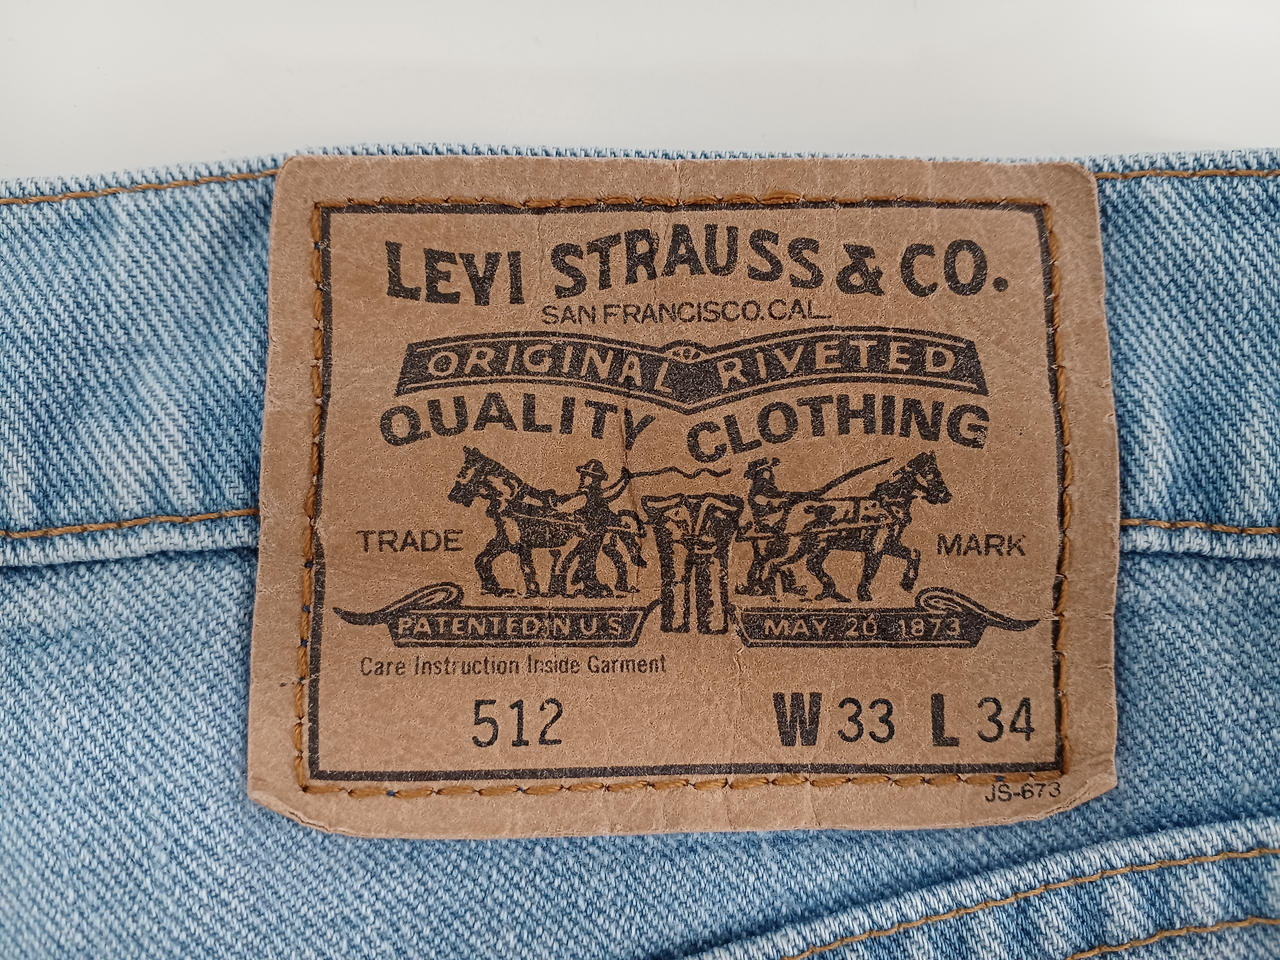 LEVI STRAUSS & CO.
SAN FRANCISCO. CAL.
ORIGINAL RIVETED
QUALITY CLOTHING
TRADE MARK
PATENTED IN U.S. MAY 20 1873
Care Instruction Inside Garment
512 W 33 L 34
JS-673